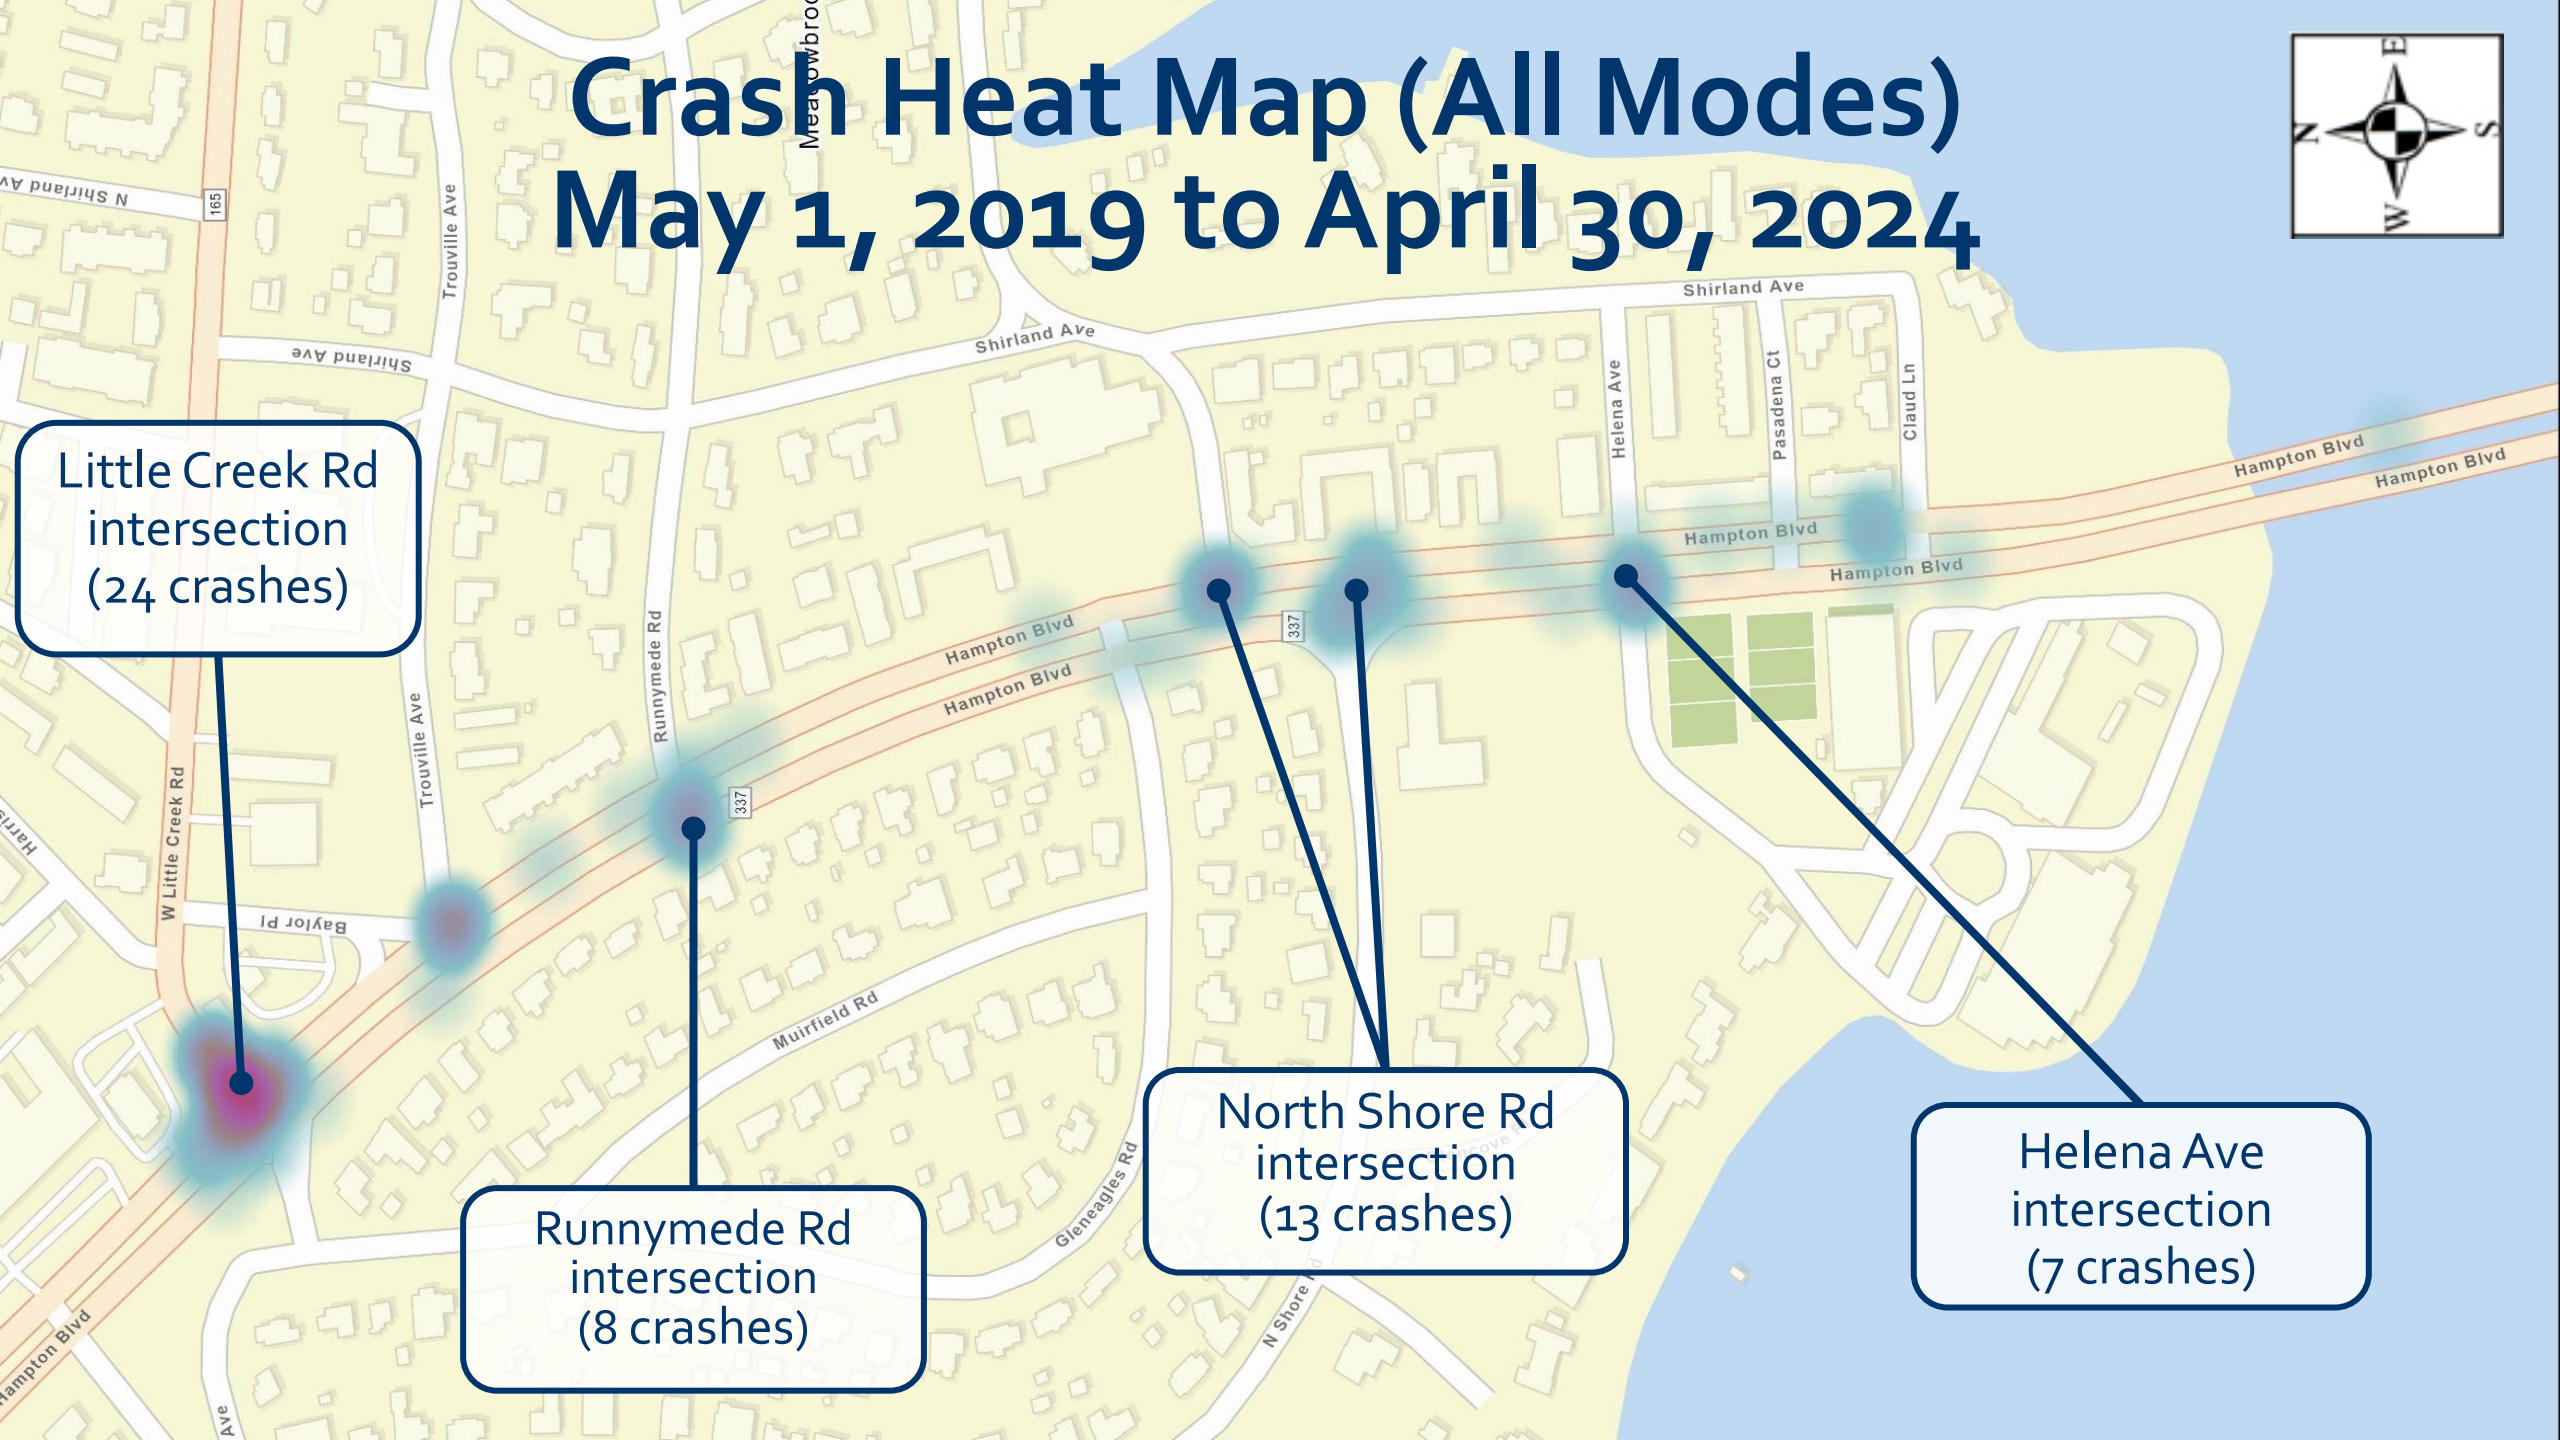 Crash Heat Map (All Modes)
May 1, 2019 to April 30, 2024
E
N
S
W
N Shirland Av
165
Trouville Ave
Shirland Ave
Shirland Ave
Shirland Ave
Helena Ave
Pasadena Ct
Claud Ln
Hampton Blvd
Hampton Blvd
Little Creek Rd
intersection
(24 crashes)
Hampton Blvd
Hampton Blvd
Runnymede Rd
Hampton Blvd
Hampton Blvd
337
Trouville Ave
337
W Little Creek Rd
Baylor Pl
Muirfield Rd
Gleneagles Rd
North Shore Rd
intersection
(13 crashes)
Helena Ave
intersection
(7 crashes)
Runnymede Rd
intersection
(8 crashes)
N Shore Rd
Hampton Blvd
Ave